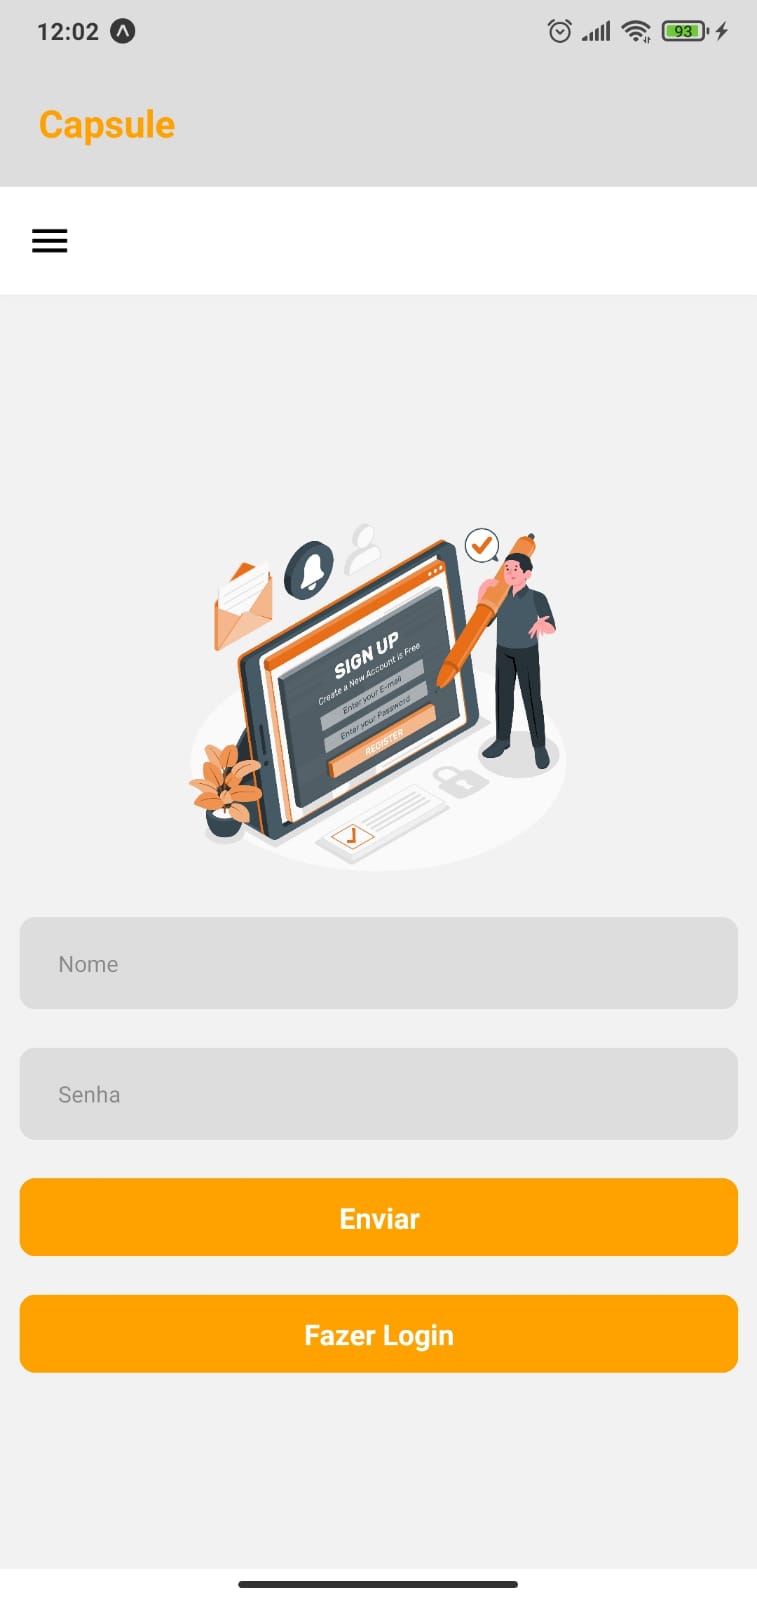 12:02
93
Capsule
SIGN UP
Create a New Account is Free
Enter your E-mail
Enter your Password
REGISTER
Nome
Senha
Enviar
Fazer Login